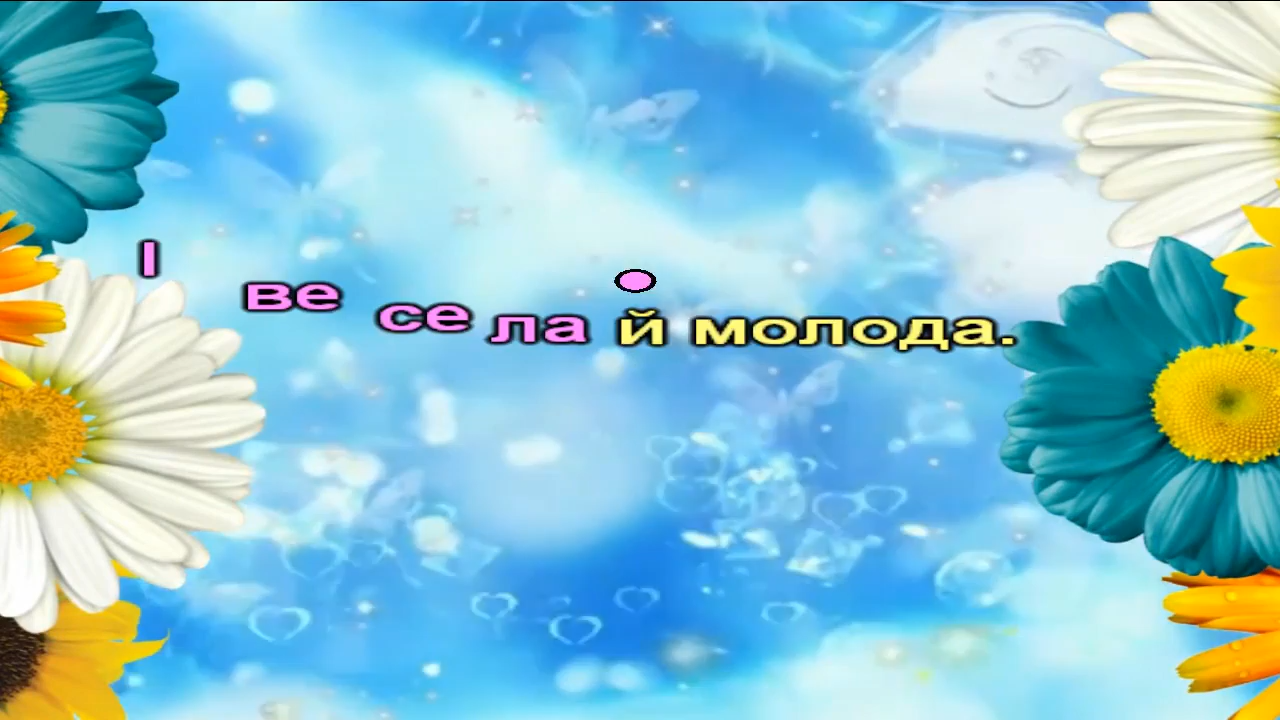 І ве се ла й молода.